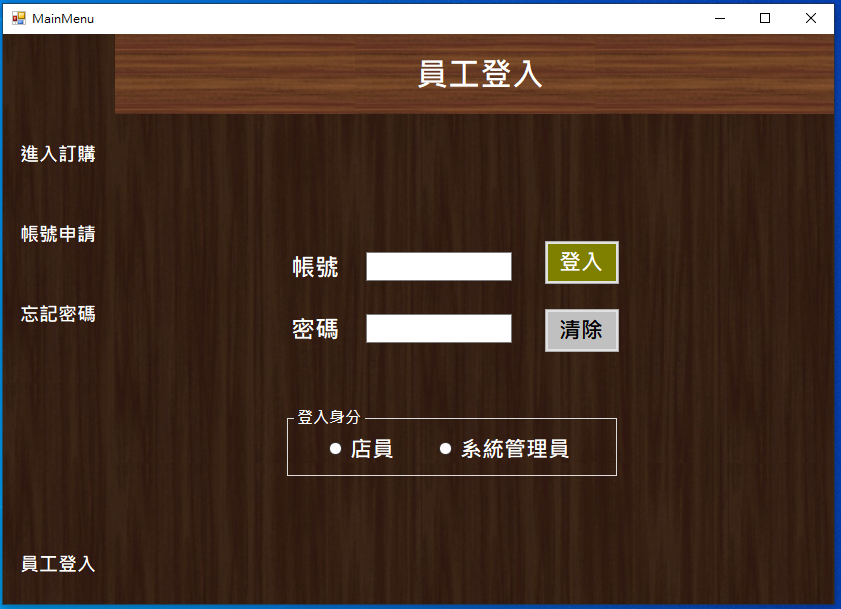 MainMenu
員工登入
進入訂購
帳號申請
忘記密碼
員工登入
帳號
登入
密碼
清除
登入身分
店員
系統管理員